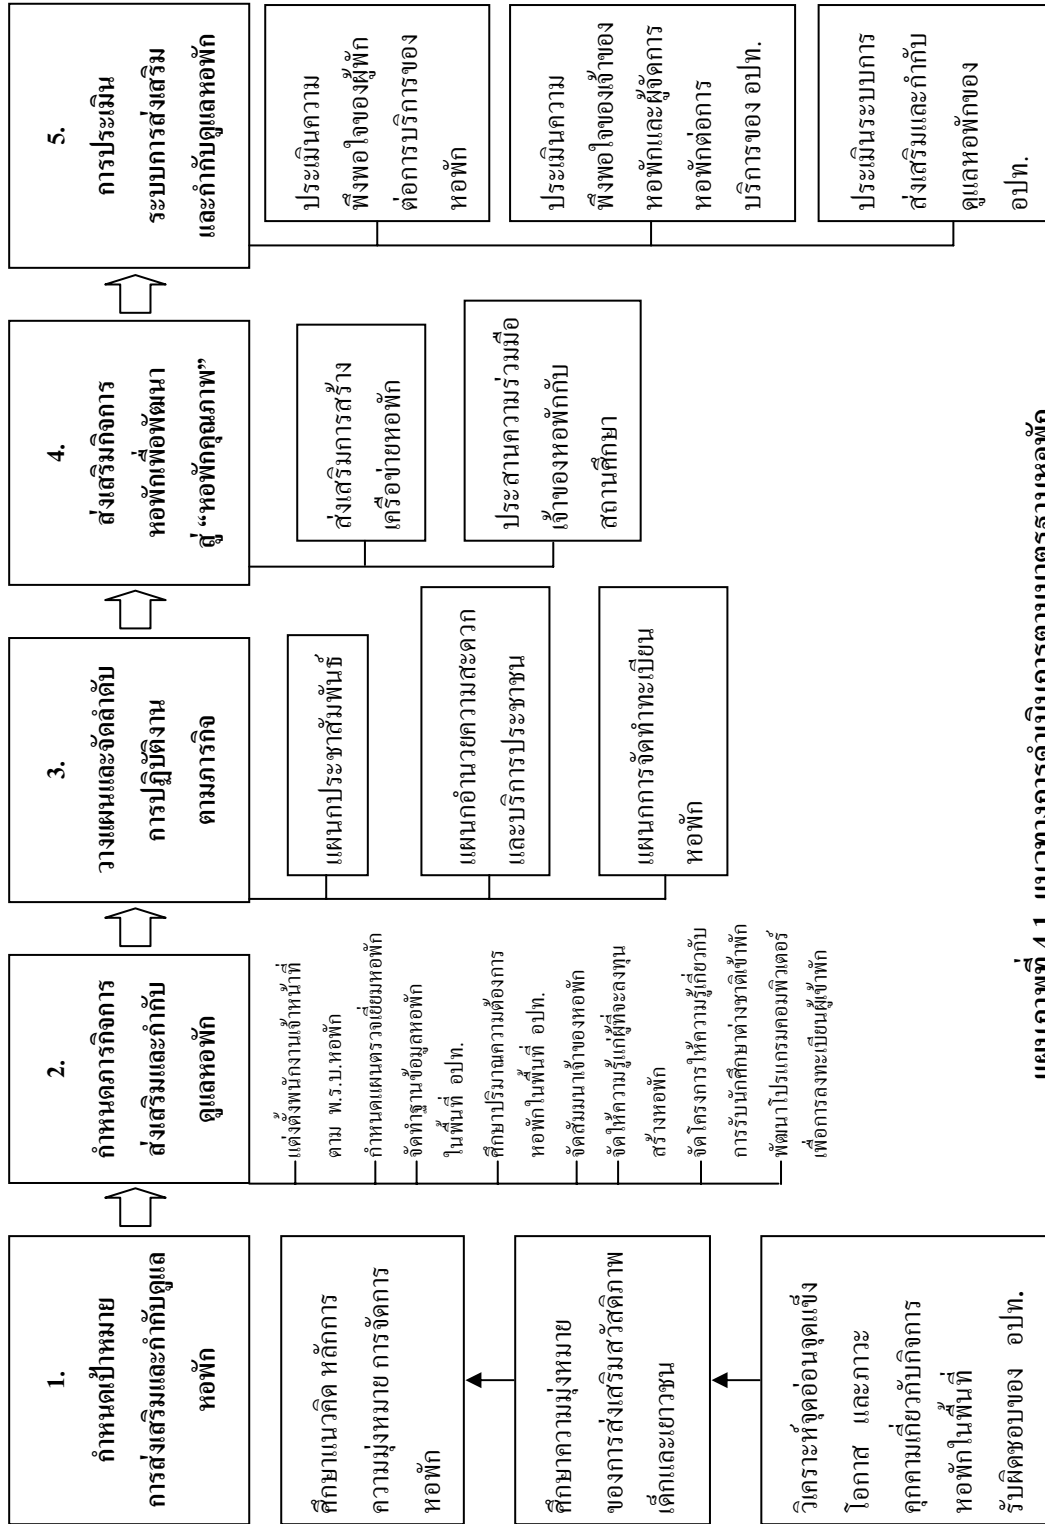 1.
กำหนดเป้าหมาย
การส่งเสริมและกำกับดูแล
หอพัก
ศึกษาแนวคิด หลักการ
ความมุ่งหมาย การจัดการ
หอพัก
ศึกษาความมุ่งหมาย
ของการส่งเสริมสวัสดิภาพ
เด็กและเยาวชน
วิเคราะห์จุดอ่อนจุดแข็ง
โอกาส และภาวะ
คุกคามเกี่ยวกับกิจการ
หอพักในพื้นที่
รับผิดชอบของ อปท.
2.
กำหนดภารกิจการ
ส่งเสริมและกำกับ
ดูแลหอพัก
แต่งตั้งพนักงานเจ้าหน้าที่
ตาม พ.ร.บ.หอพัก
กำหนดแผนตรวจเยี่ยมหอพัก
จัดทำฐานข้อมูลหอพัก
ในพื้นที่ อปท.
ศึกษาปริมาณความต้องการ
หอพักในพื้นที่ อปท.
จัดสัมมนาเจ้าของหอพัก
จัดให้ความรู้แก่ผู้ที่จะลงทุน
สร้างหอพัก
จัดโครงการให้ความรู้เกี่ยวกับ
การรับนักศึกษาต่างชาติเข้าพัก
พัฒนาโปรแกรมคอมพิวเตอร์
เพื่อการลงทะเบียนผู้เข้าพัก
3.
วางแผนและจัดลำดับ
การปฏิบัติงาน
ตามภารกิจ
แผนกประชาสัมพันธ์
แผนกอำนวยความสะดวก
และบริการประชาชน
แผนกการจัดทำทะเบียน
หอพัก
4.
ส่งเสริมกิจการ
หอพักเพื่อพัฒนา
สู่ “หอพักคุณภาพ”
ส่งเสริมการสร้าง
เครือข่ายหอพัก
ประสานความร่วมมือ
เจ้าของหอพักกับ
สถานศึกษา
5.
การประเมิน
ระบบการส่งเสริม
และกำกับดูแลหอพัก
ประเมินความ
พึงพอใจของผู้พัก
ต่อการบริการของ
หอพัก
ประเมินความ
พึงพอใจของเจ้าของ
หอพักและผู้จัดการ
หอพักต่อการ
บริการของ อปท.
ประเมินระบบการ
ส่งเสริมและกำกับ
ดูแลหอพักของ
อปท.
แผนภาพที่ 4.1 แนวทางการดำเนินการตามมาตรฐานหอพัก